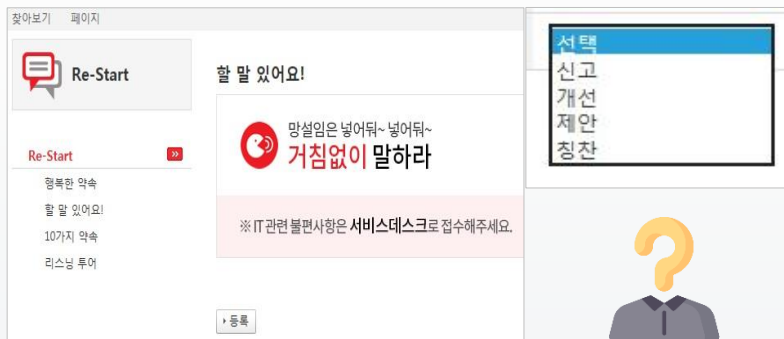 찾아보기 페이지
Re-Start
할 말 있어요!
망설임은 넣어둬~ 넣어둬~
거침없이 말하라
Re-Start
행복한 약속
할 말 있어요!
10가지 약속
리스닝 투어
※ IT 관련 불편사항은 서비스데스크로 접수해주세요.
등록
선택
신고
개선
제안
칭찬